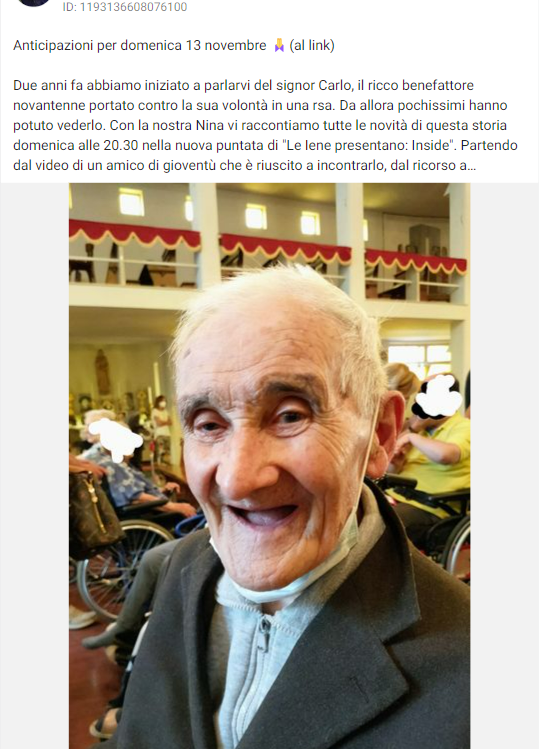 ID: 1193136608076100
Anticipazioni per domenica 13 novembre 🎗️ (al link)
Due anni fa abbiamo iniziato a parlarvi del signor Carlo, il ricco benefattore
novantenne portato contro la sua volontà in una rsa. Da allora pochissimi hanno
potuto vederlo. Con la nostra Nina vi raccontiamo tutte le novità di questa storia
domenica alle 20.30 nella nuova puntata di "Le Iene presentano: Inside". Partendo
dal video di un amico di gioventù che è riuscito a incontrarlo, dal ricorso a…